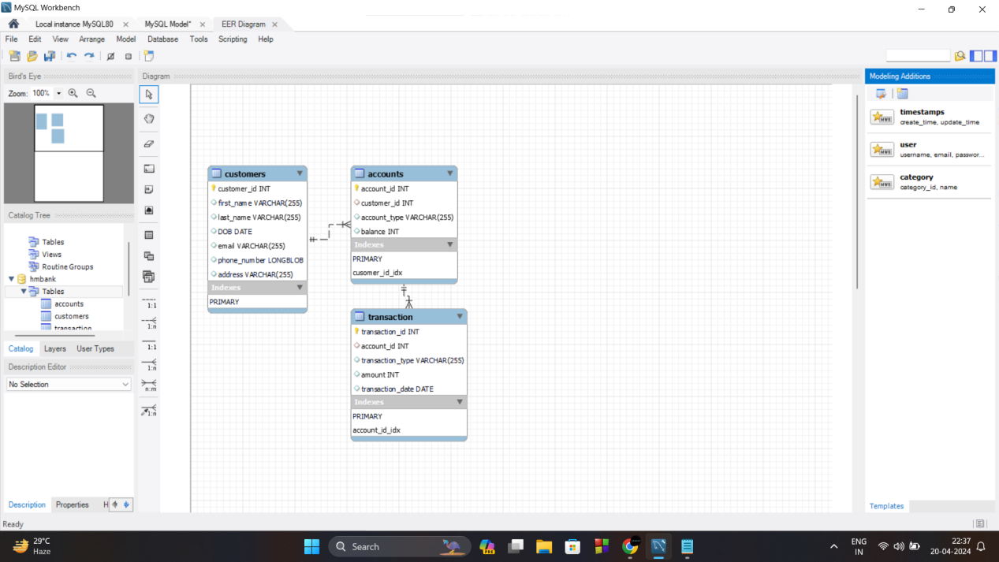 MySQL Workbench
Local instance MySQL80
MySQL Model*
EER Diagram
File Edit View Arrange Model Database Tools Scripting Help
Bird's Eye
Zoom: 100%
Catalog Tree
Tables
Views
Routine Groups
hmbank
Tables
accounts
customers
transaction
Catalog Layers User Types
Description Editor
No Selection
Description Properties H
Diagram
1:1
1:n
1:1
1:n
n:m
1:n
customers
customer_id INT
first_name VARCHAR(255)
last_name VARCHAR(255)
DOB DATE
email VARCHAR(255)
phone_number LONGBLOB
address VARCHAR(255)
Indexes
PRIMARY
accounts
account_id INT
customer_id INT
account_type VARCHAR(255)
balance INT
Indexes
PRIMARY
cusomer_id_idx
transaction
transaction_id INT
account_id INT
transaction_type VARCHAR(255)
amount INT
transaction_date DATE
Indexes
PRIMARY
account_id_idx
Modeling Additions
timestamps
create_time, update_time
user
username, email, passwor...
category
category_id, name
Templates
Ready
29°C
Haze
Search
PRE
ENG
IN
22:37
20-04-2024